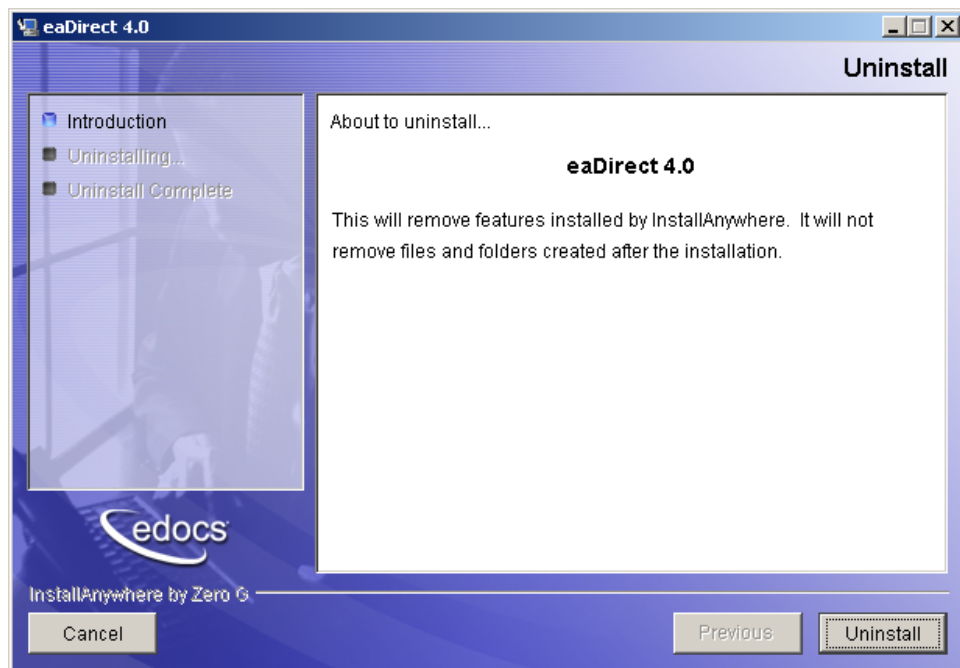 eaDirect 4.0
Uninstall
Introduction
Uninstalling...
Uninstall Complete
About to uninstall...
eaDirect 4.0
This will remove features installed by InstallAnywhere.  It will not
remove files and folders created after the installation.
edocs
InstallAnywhere by Zero G
Cancel
Previous
Uninstall